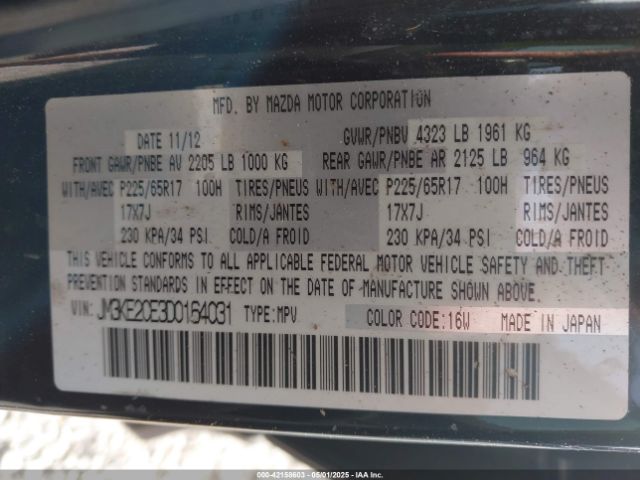 MFD. BY MAZDA MOTOR CORPORATION
DATE 11/12 GVWR/PNBV 4323 LB 1961 KG
FRONT GAWR/PNBE AV 2205 LB 1000 KG REAR GAWR/PNBE AR 2125 LB 964 KG
WITH/AVEC P225/65R17 100H TIRES/PNEUS WITH/AVEC P225/65R17 100H TIRES/PNEUS
17X7J RIMS/JANTES 17X7J RIMS/JANTES
230 KPA/34 PSI COLD/A FROID 230 KPA/34 PSI COLD/A FROID
THIS VEHICLE CONFORMS TO ALL APPLICABLE FEDERAL MOTOR VEHICLE SAFETY AND THEFT
PREVENTION STANDARDS IN EFFECT ON THE DATE OF MANUFACTURE SHOWN ABOVE.
VIN: JM3KE2CE3D0164031 TYPE: MPV COLOR CODE:16W MADE IN JAPAN
000-42158603 - 05/01/2025 - IAA Inc.